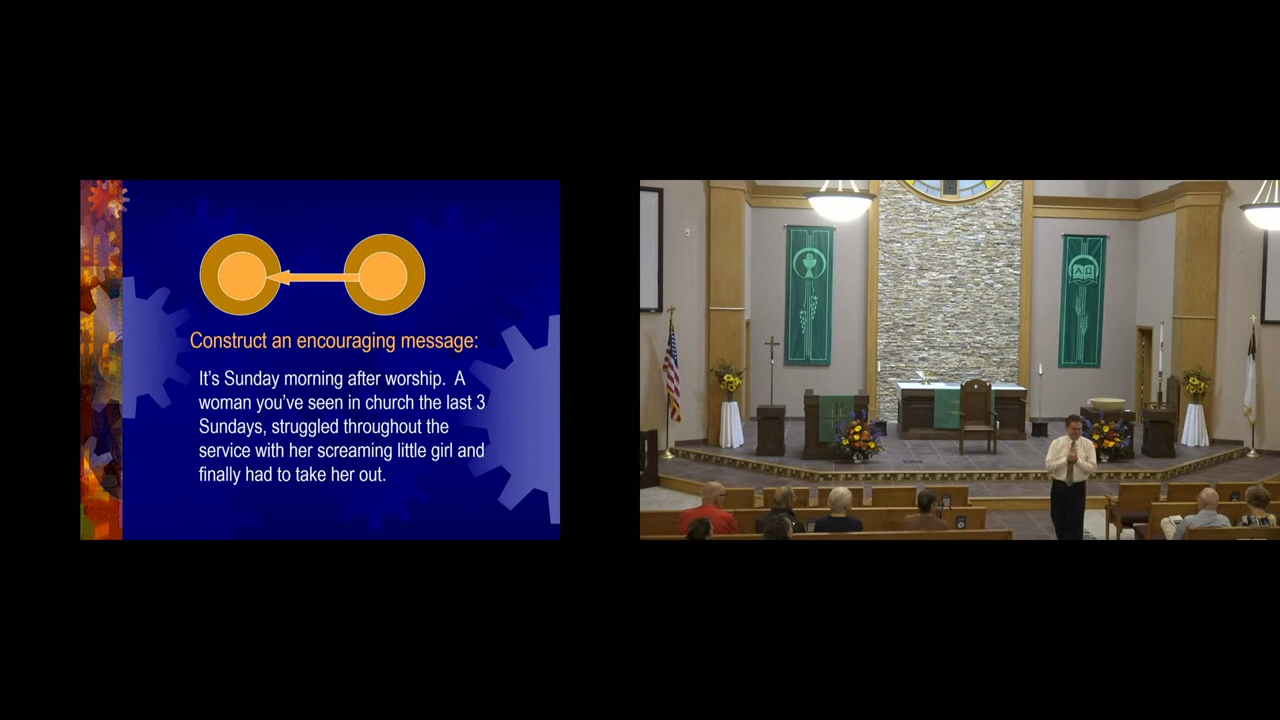 Construct an encouraging message:
It's Sunday morning after worship.  A
woman you've seen in church the last 3
Sundays, struggled throughout the
service with her screaming little girl and
finally had to take her out.
ΑΩ